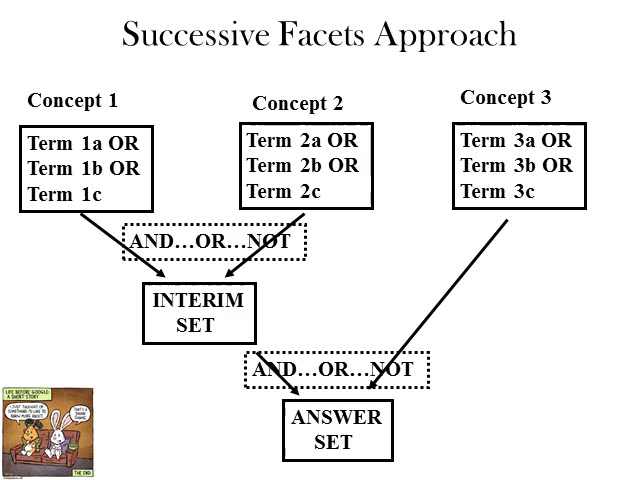 Successive Facets Approach
Concept 1
Concept 2
Concept 3
Term 1a OR
Term 1b OR
Term 1c
Term 2a OR
Term 2b OR
Term 2c
Term 3a OR
Term 3b OR
Term 3c
AND…OR…NOT
INTERIM
SET
AND…OR…NOT
ANSWER
SET
LIFE BEFORE GOOGLE:
A SHORT STORY
I JUST THOUGHT OF
SOMETHING I'D LIKE TO
KNOW MORE ABOUT.
THAT'S A
DAMN
SHAME.
THE END